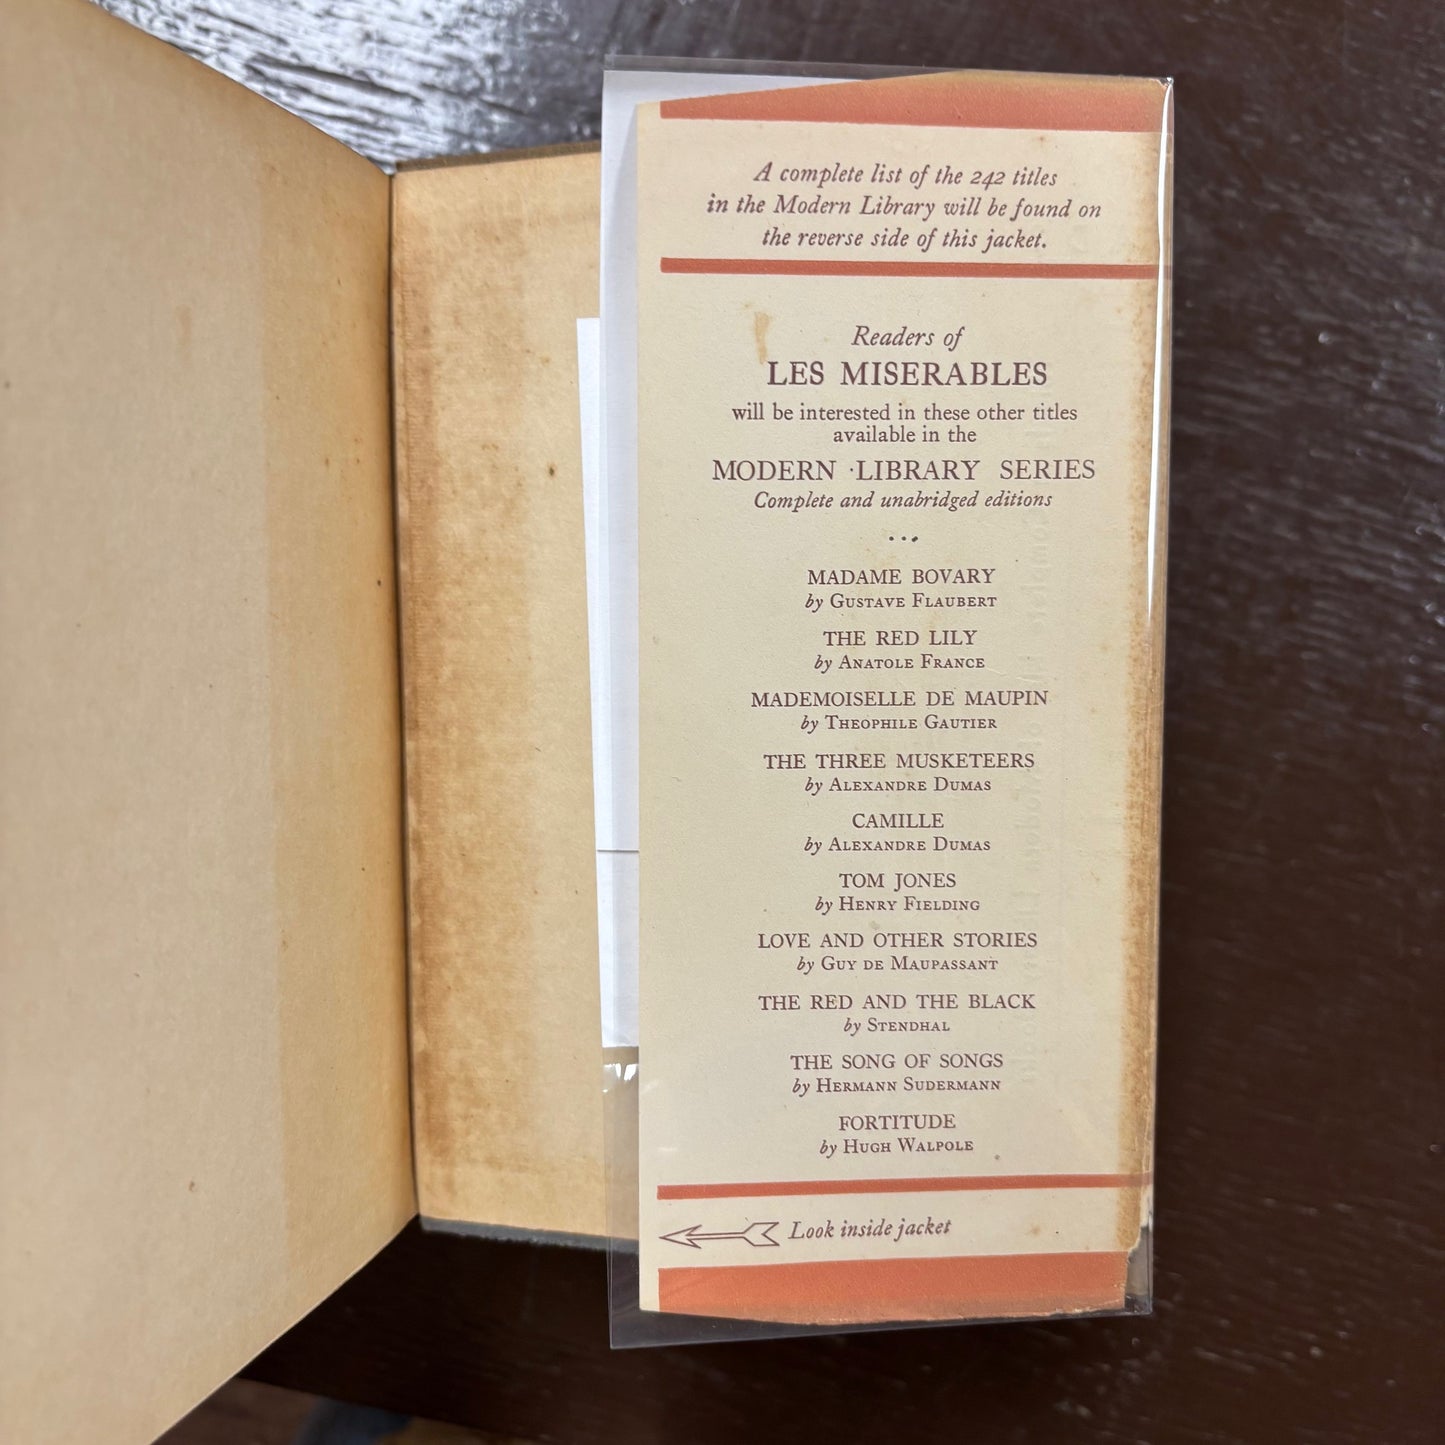 A complete list of the 242 titles
in the Modern Library will be found on
the reverse side of this jacket.
Readers of
LES MISERABLES
will be interested in these other titles
available in the
MODERN LIBRARY SERIES
Complete and unabridged editions
...
MADAME BOVARY
by GUSTAVE FLAUBERT
THE RED LILY
by ANATOLE FRANCE
MADEMOISELLE DE MAUPIN
by THEOPHILE GAUTIER
THE THREE MUSKETEERS
by ALEXANDRE DUMAS
CAMILLE
by ALEXANDRE DUMAS
TOM JONES
by HENRY FIELDING
LOVE AND OTHER STORIES
by GUY DE MAUPASSANT
THE RED AND THE BLACK
by STENDHAL
THE SONG OF SONGS
by HERMANN SUDERMANN
FORTITUDE
by HUGH WALPOLE
Look inside jacket